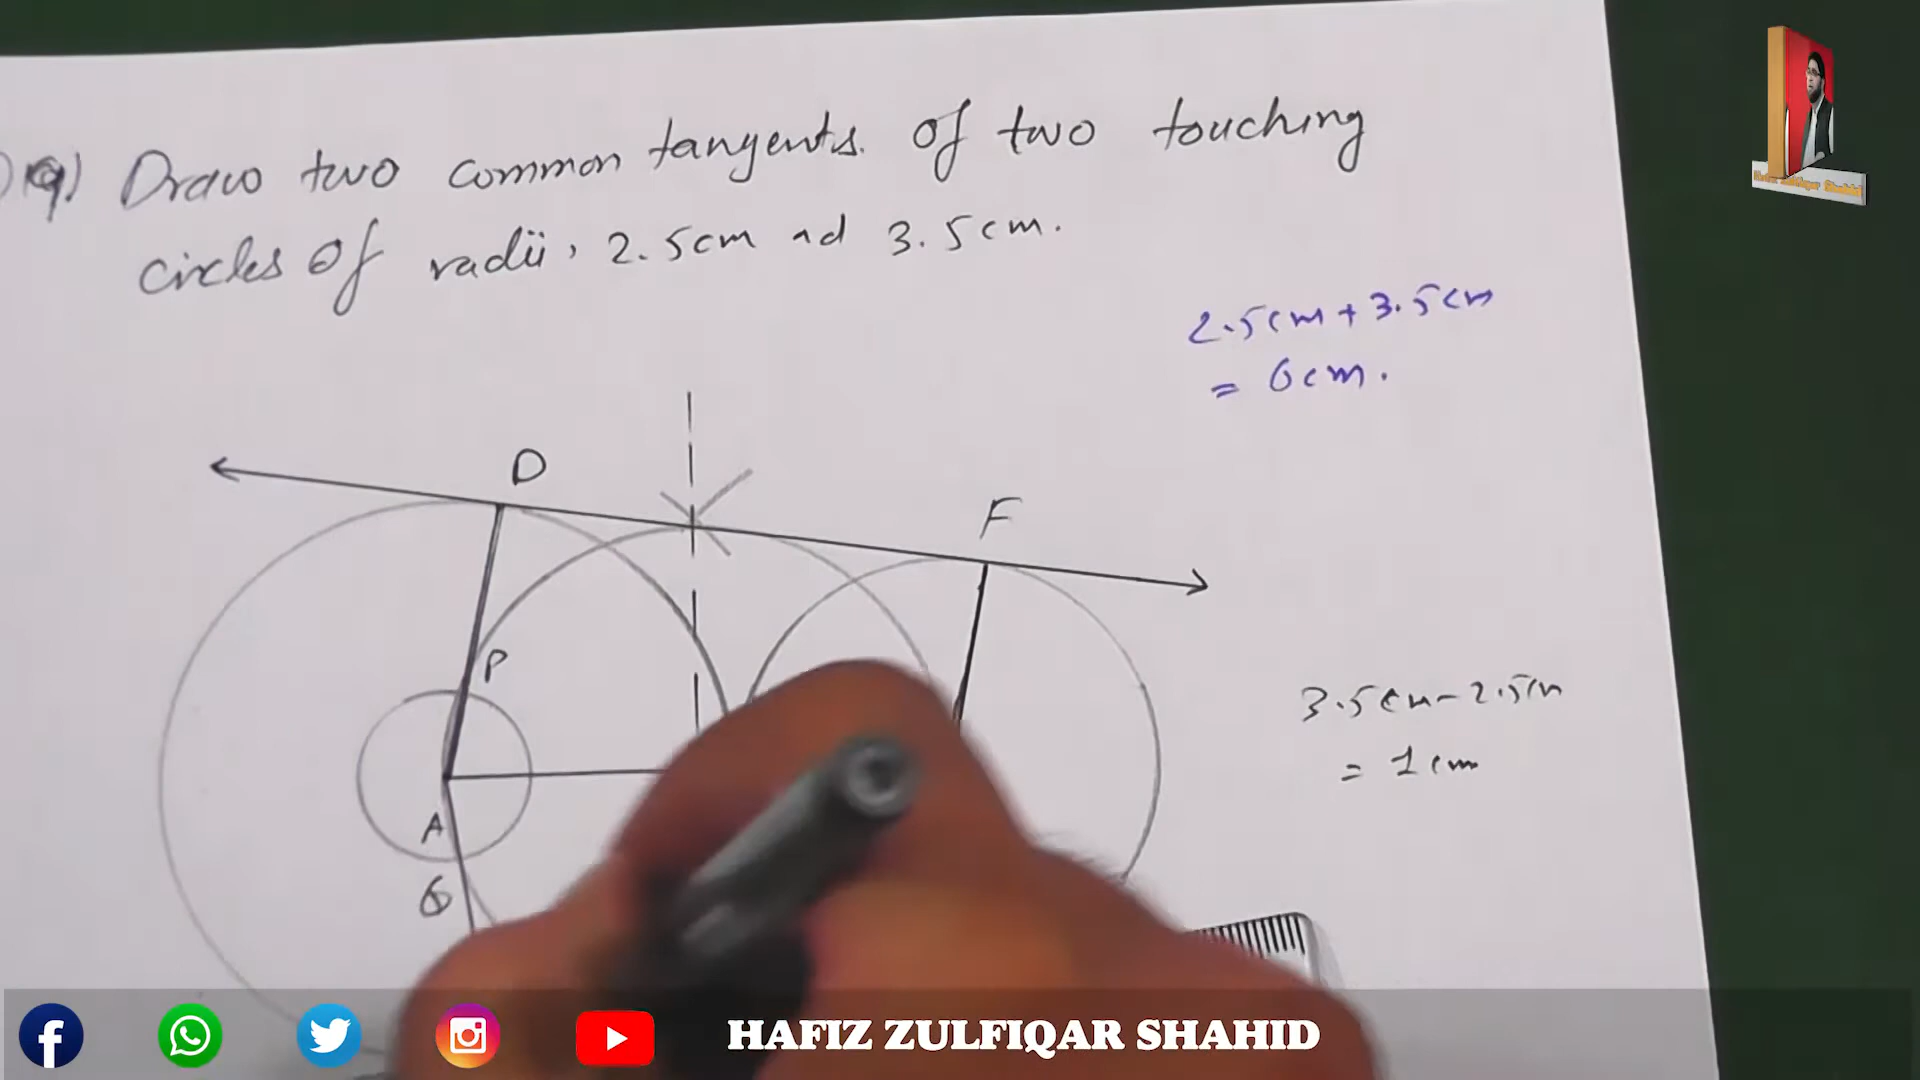 Q9) Draw two common tangents. Of two touching
circles Of radii, 2.5cm ad 3.5cm.
2.5cm + 3.5cm
= 6cm.
D
F
P
3.5cm - 2.5cm
= 1cm
A
HAFIZ ZULFIQAR SHAHID